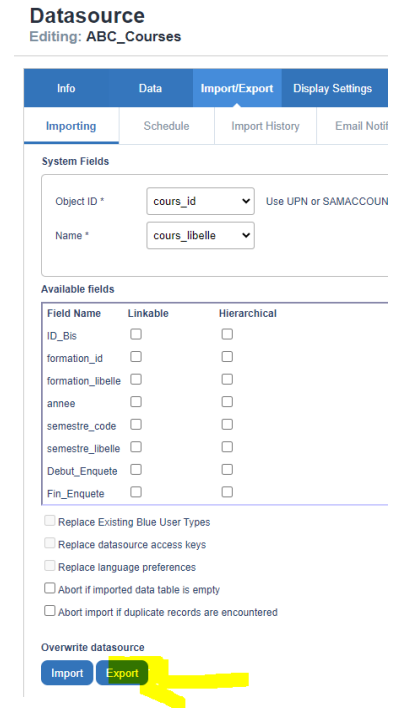 Datasource
Editing: ABC_Courses
Info Data Import/Export Display Settings
Importing Schedule Import History Email Notif
System Fields
Object ID * cours_id Use UPN or SAMACCOUN
Name * cours_libelle
Available fields
Field Name Linkable Hierarchical
ID_Bis
formation_id
formation_libelle
annee
semestre_code
semestre_libelle
Debut_Enquete
Fin_Enquete
Replace Existing Blue User Types
Replace datasource access keys
Replace language preferences
Abort if imported data table is empty
Abort import if duplicate records are encountered
Overwrite datasource
Import Export